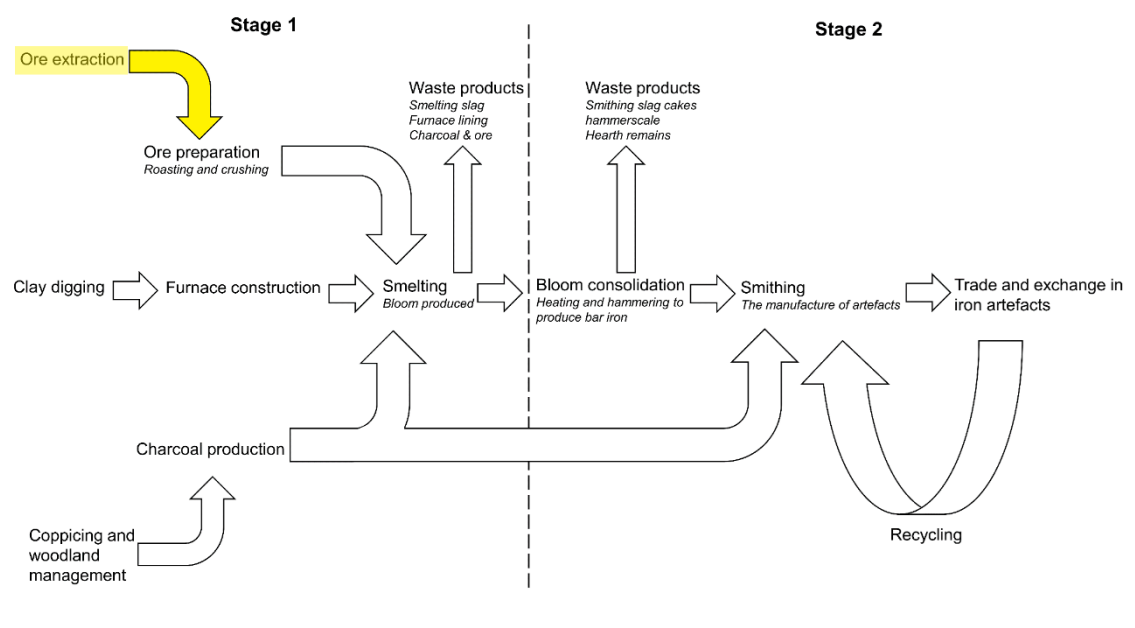 Stage 1
Stage 2
Ore extraction
Waste products
Smelting slag
Furnace lining
Charcoal & ore
Waste products
Smithing slag cakes
hammerscale
Hearth remains
Ore preparation
Roasting and crushing
Clay digging
Furnace construction
Smelting
Bloom produced
Bloom consolidation
Heating and hammering to
produce bar iron
Smithing
The manufacture of artefacts
Trade and exchange in
iron artefacts
Charcoal production
Coppicing and
woodland
management
Recycling